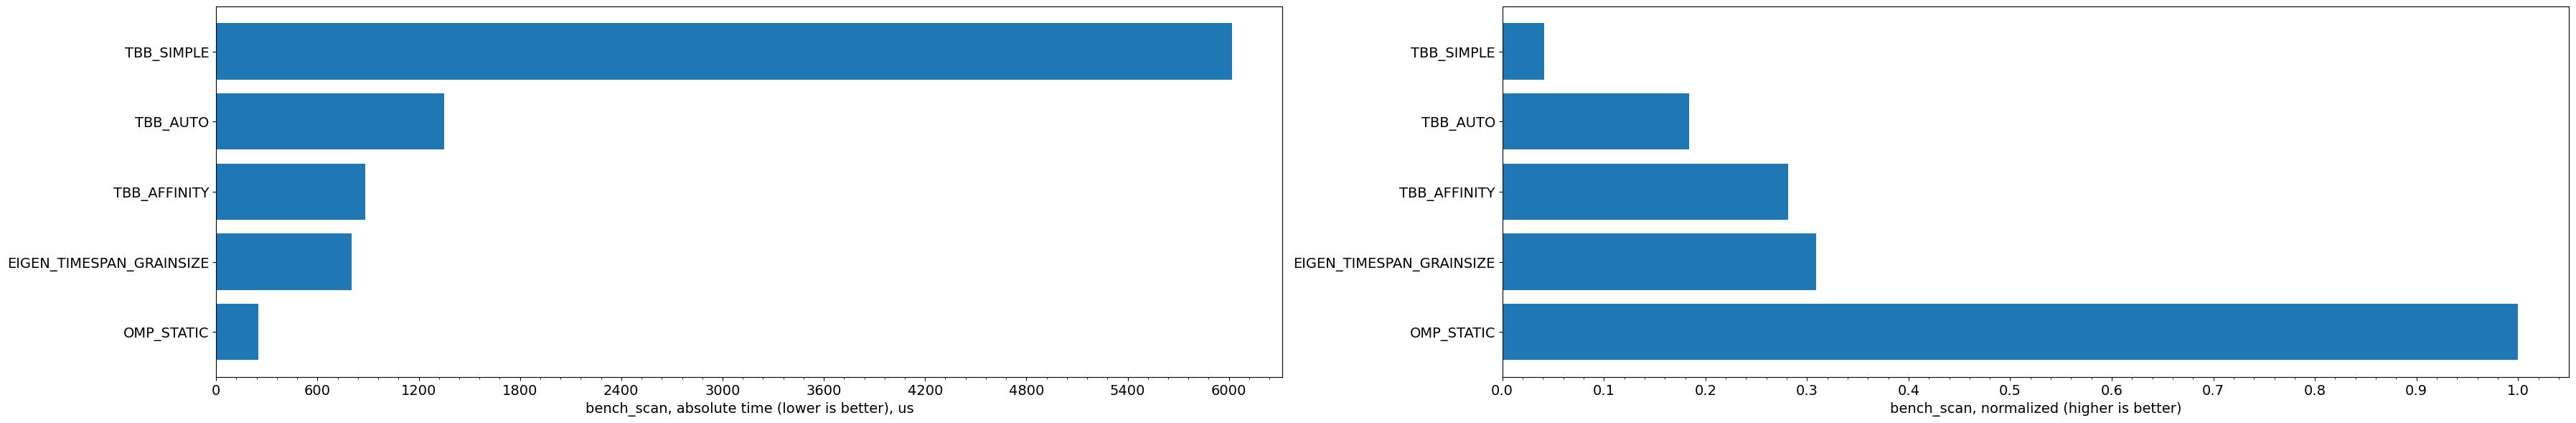 TBB_SIMPLE
TBB_AUTO
TBB_AFFINITY
EIGEN_TIMESPAN_GRAINSIZE
OMP_STATIC
0 600 1200 1800 2400 3000 3600 4200 4800 5400 6000
bench_scan, absolute time (lower is better), us
TBB_SIMPLE
TBB_AUTO
TBB_AFFINITY
EIGEN_TIMESPAN_GRAINSIZE
OMP_STATIC
0.0 0.1 0.2 0.3 0.4 0.5 0.6 0.7 0.8 0.9 1.0
bench_scan, normalized (higher is better)